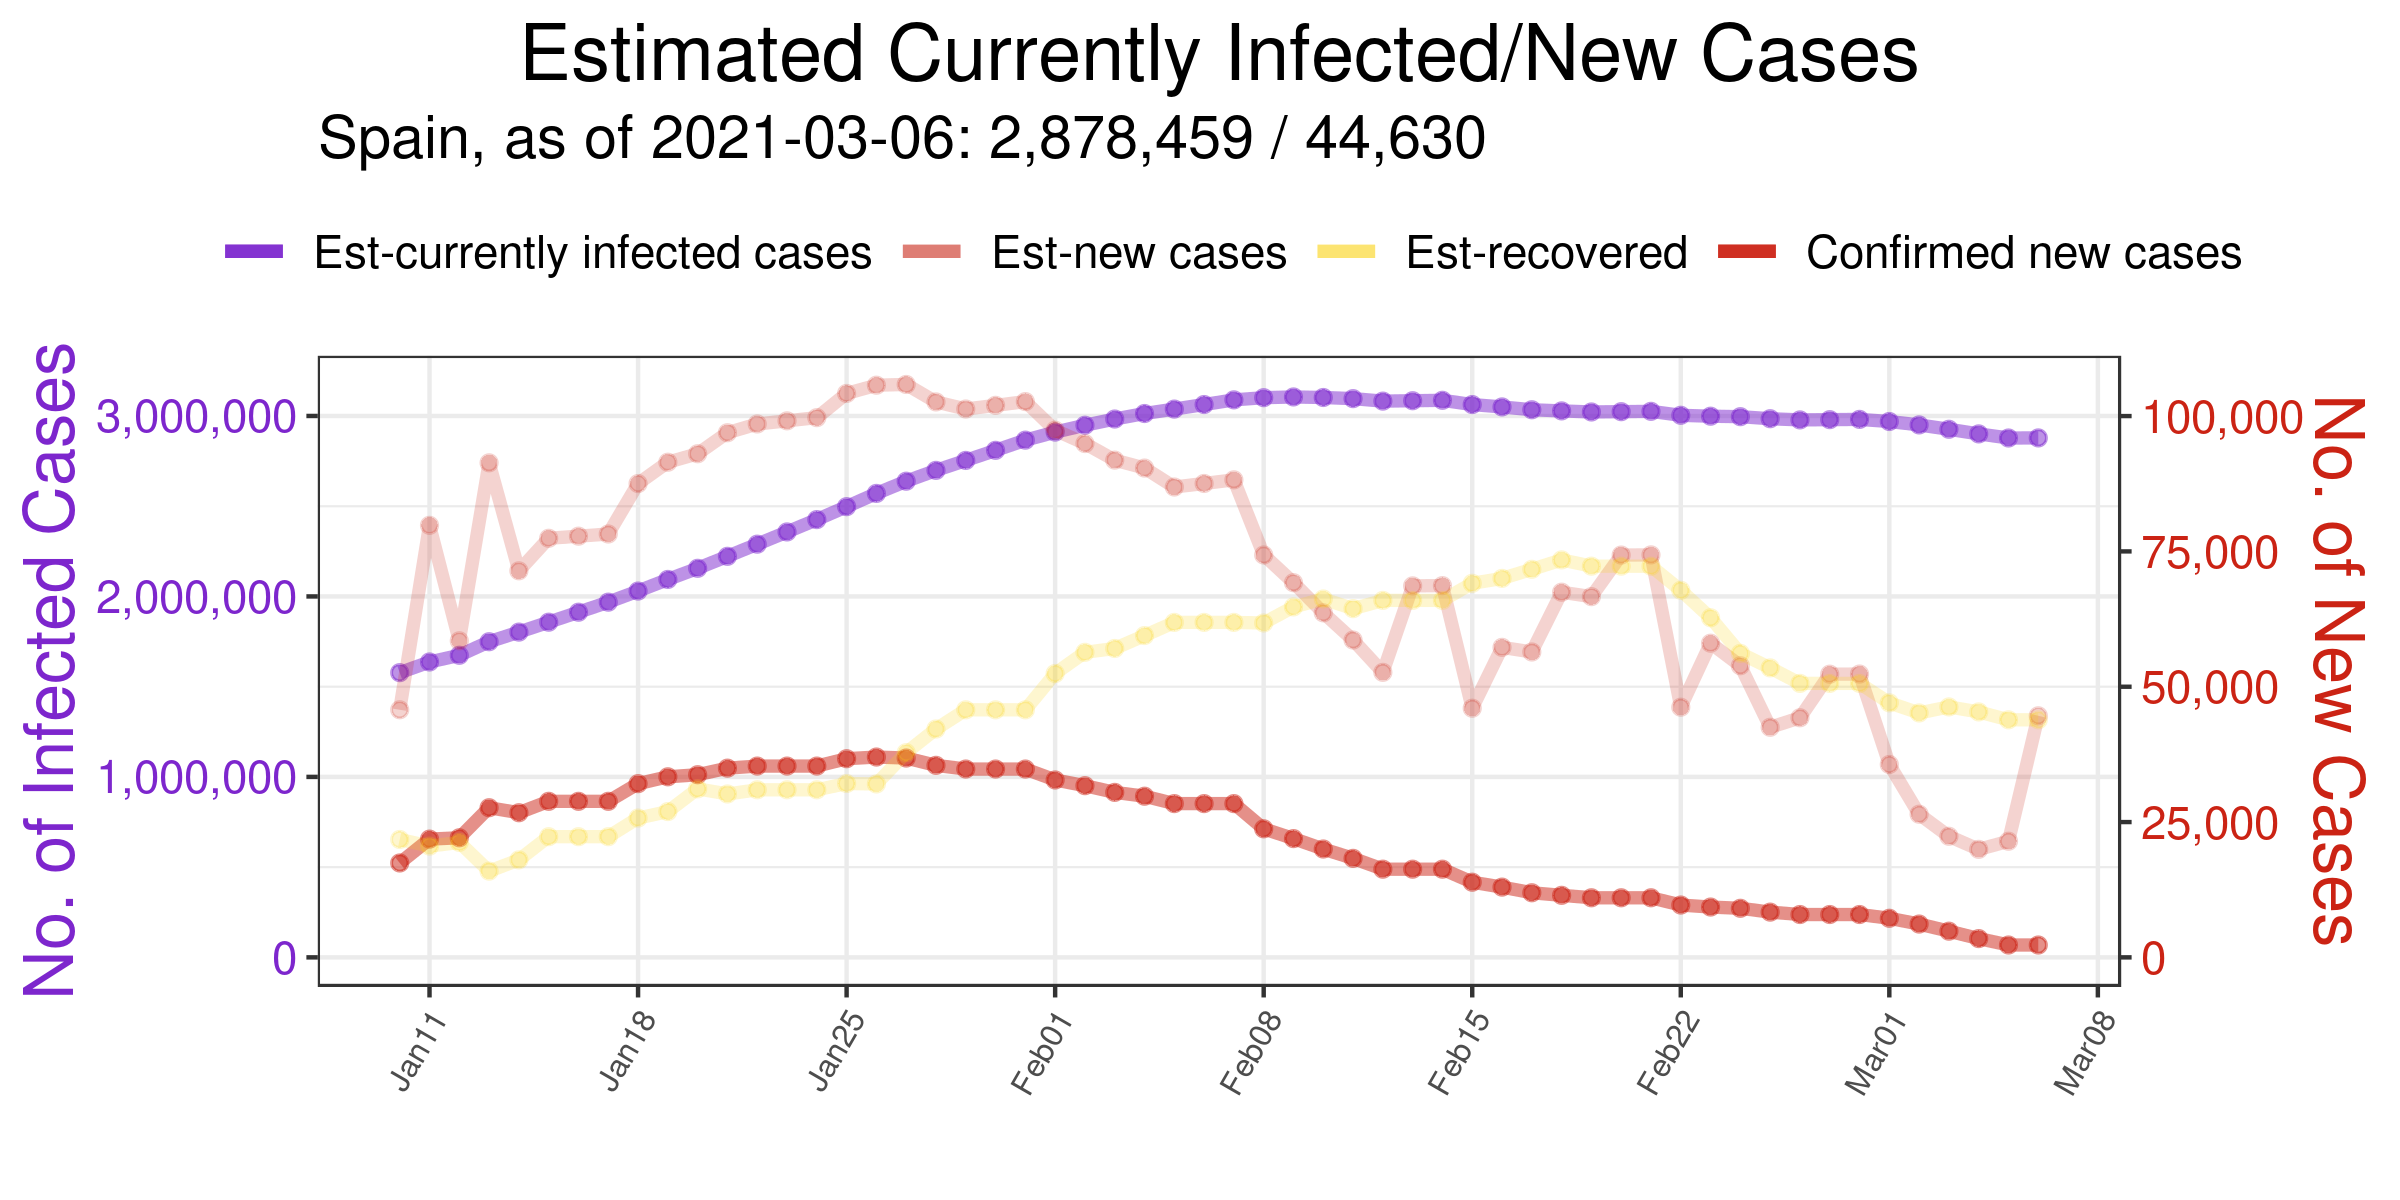 Estimated Currently Infected/New Cases
Spain, as of 2021-03-06: 2,878,459 / 44,630
Est-currently infected cases Est-new cases Est-recovered Confirmed new cases
No. of Infected Cases
3,000,000
2,000,000
1,000,000
0
100,000
75,000
50,000
25,000
0
No. of New Cases
Jan11 Jan18 Jan25 Feb01 Feb08 Feb15 Feb22 Mar01 Mar08